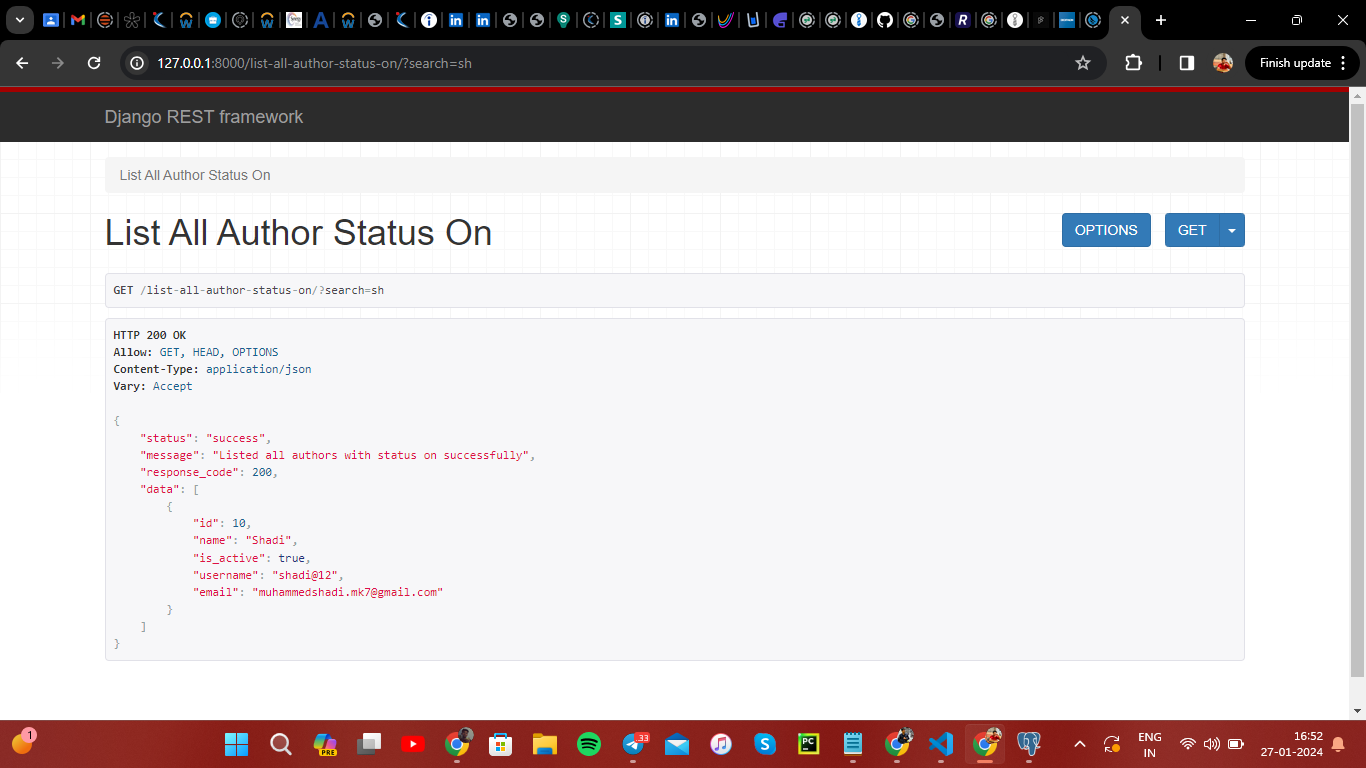 127.0.0.1:8000/list-all-author-status-on/?search=sh
Finish update
Django REST framework
List All Author Status On
List All Author Status On
OPTIONS
GET
GET /list-all-author-status-on/?search=sh
HTTP 200 OK
Allow: GET, HEAD, OPTIONS
Content-Type: application/json
Vary: Accept
{
    "status": "success",
    "message": "Listed all authors with status on successfully",
    "response_code": 200,
    "data": [
        {
            "id": 10,
            "name": "Shadi",
            "is_active": true,
            "username": "shadi@12",
            "email": "muhammedshadi.mk7@gmail.com"
        }
    ]
}
1
PRE
33
PC
ENG
IN
16:52
27-01-2024